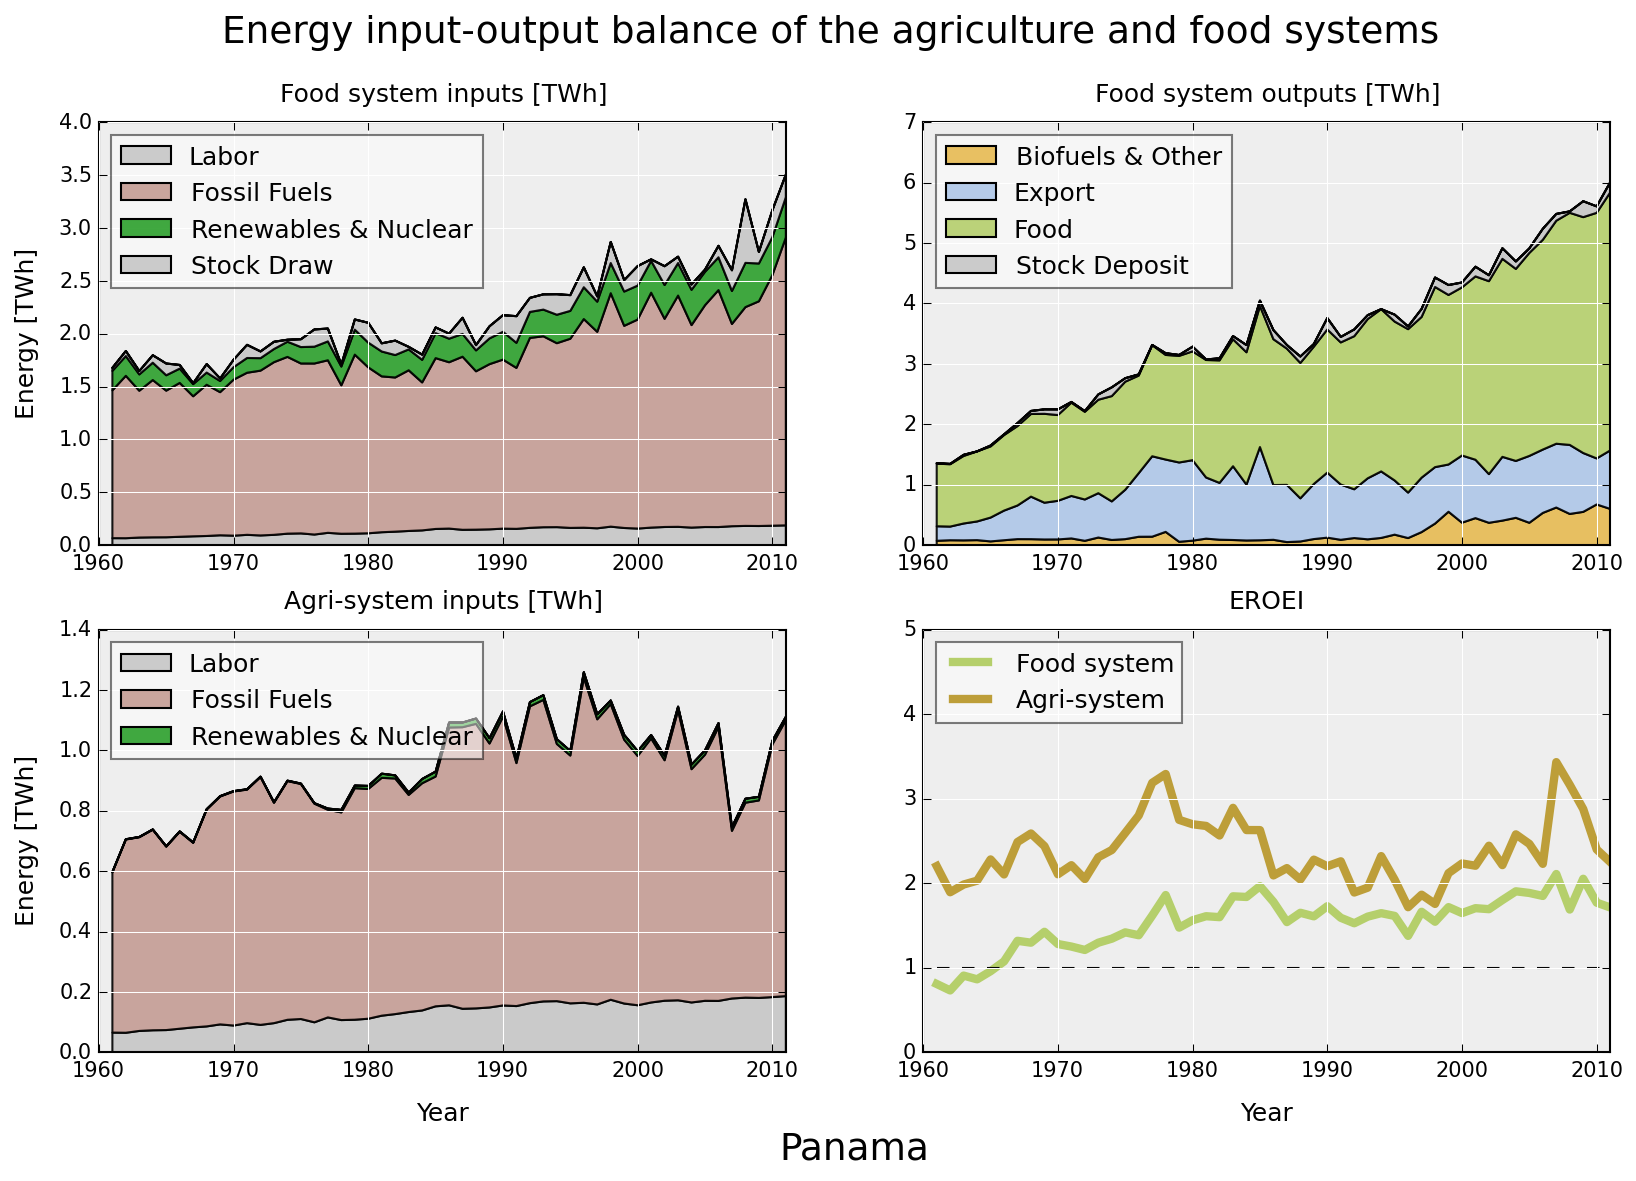 Energy input-output balance of the agriculture and food systems
Food system inputs [TWh]
Energy [TWh]
4.0
3.5
3.0
2.5
2.0
1.5
1.0
0.5
0.0
Labor
Fossil Fuels
Renewables & Nuclear
Stock Draw
1960 1970 1980 1990 2000 2010
Food system outputs [TWh]
7
6
5
4
3
2
1
0
Biofuels & Other
Export
Food
Stock Deposit
1960 1970 1980 1990 2000 2010
Agri-system inputs [TWh]
Energy [TWh]
1.4
1.2
1.0
0.8
0.6
0.4
0.2
0.0
Labor
Fossil Fuels
Renewables & Nuclear
1960 1970 1980 1990 2000 2010
Year
EROEI
5
4
3
2
1
0
Food system
Agri-system
1960 1970 1980 1990 2000 2010
Year
Panama